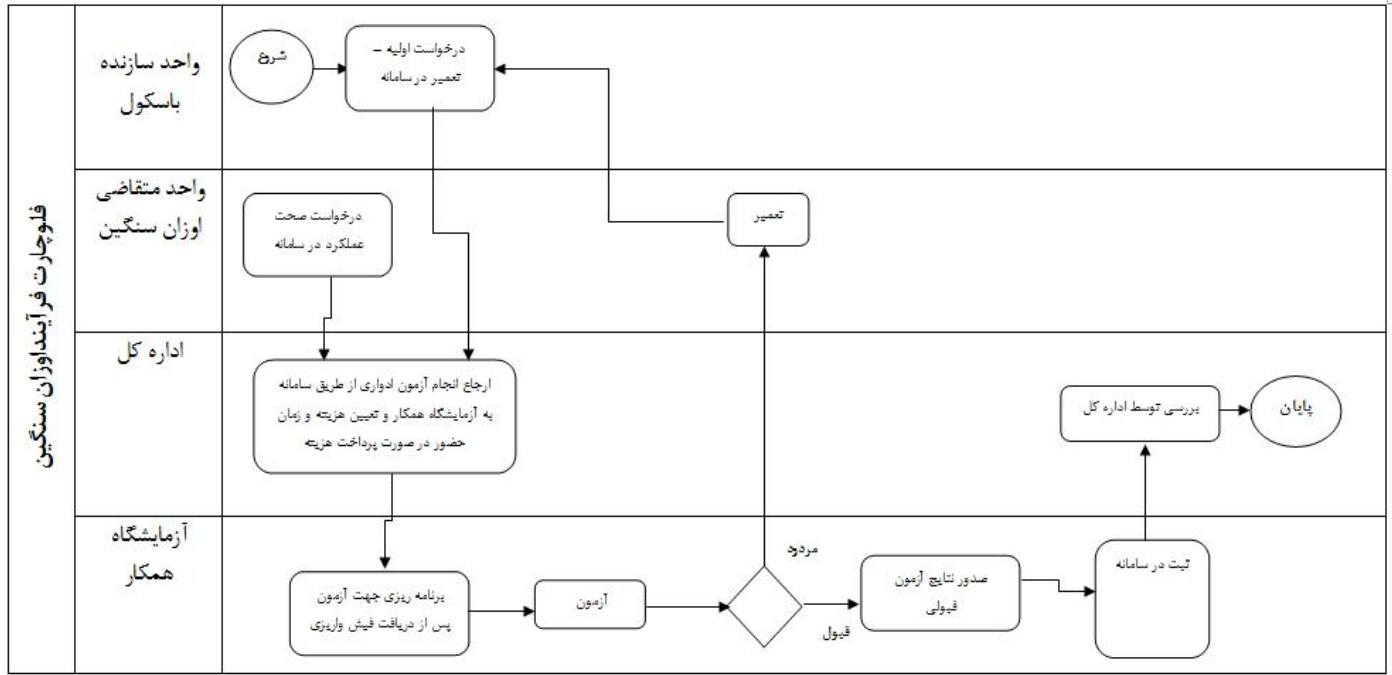 فلوچارت فرآینداوزان سنگین
واحد سازنده
باسکول
شروع
درخواست اولیه –
تعمیر در سامانه
واحد متقاضی
اوزان سنگین
درخواست صحت
عملکرد در سامانه
تعمیر
اداره کل
ارجاع انجام آزمون ادواری از طریق سامانه
به آزمایشگاه همکار و تعیین هزینه و زمان
حضور در صورت پرداخت هزینه
بررسی توسط اداره کل
پایان
آزمایشگاه
همکار
برنامه ریزی جهت آزمون
پس از دریافت فیش واریزی
آزمون
مردود
قبول
صدور نتایج آزمون
قبولی
ثبت در سامانه